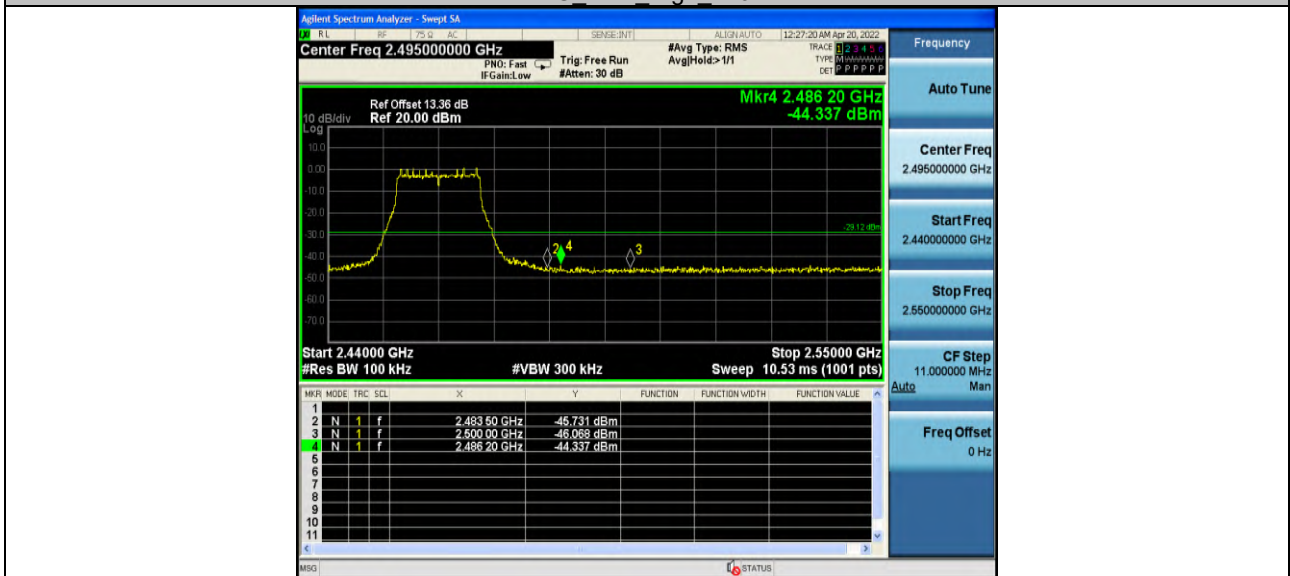 Agilent Spectrum Analyzer - Swept SA
RL RF 75 Ω AC SENSE:INT ALIGN AUTO 12:27:20 AM Apr 20, 2022
Center Freq 2.495000000 GHz
PNO: Fast
IFGain:Low
Trig: Free Run
#Atten: 30 dB
#Avg Type: RMS
Avg|Hold:>1/1
TRACE 1 2 3 4 5 6
TYPE M
DET P P P P P P
Mkr4 2.486 20 GHz
-44.337 dBm
Ref Offset 13.36 dB
10 dB/div Ref 20.00 dBm
Log
10.0
0.00
-10.0
-20.0
-29.12 dBm
-30.0
-40.0
-50.0
-60.0
-70.0
2 4 3
Start 2.44000 GHz Stop 2.55000 GHz
#Res BW 100 kHz #VBW 300 kHz Sweep 10.53 ms (1001 pts)
MKR MODE TRC SCL X Y FUNCTION FUNCTION WIDTH FUNCTION VALUE
1
2 N 1 f 2.483 50 GHz -45.731 dBm
3 N 1 f 2.500 00 GHz -46.068 dBm
4 N 1 f 2.486 20 GHz -44.337 dBm
5
6
7
8
9
10
11
MSG STATUS
Frequency
Auto Tune
Center Freq
2.495000000 GHz
Start Freq
2.440000000 GHz
Stop Freq
2.550000000 GHz
CF Step
11.000000 MHz
Auto Man
Freq Offset
0 Hz